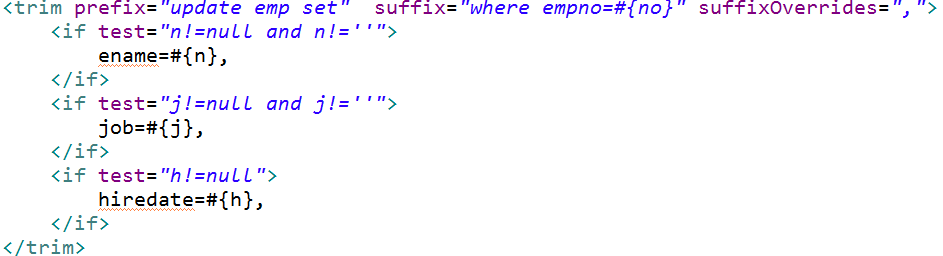 <trim prefix="update emp set"  suffix="where empno=#{no}" suffixOverrides=",">
    <if test="n!=null and n!=''">
        ename=#{n},
    </if>
    <if test="j!=null and j!=''">
        job=#{j},
    </if>
    <if test="h!=null">
        hiredate=#{h},
    </if>
</trim>